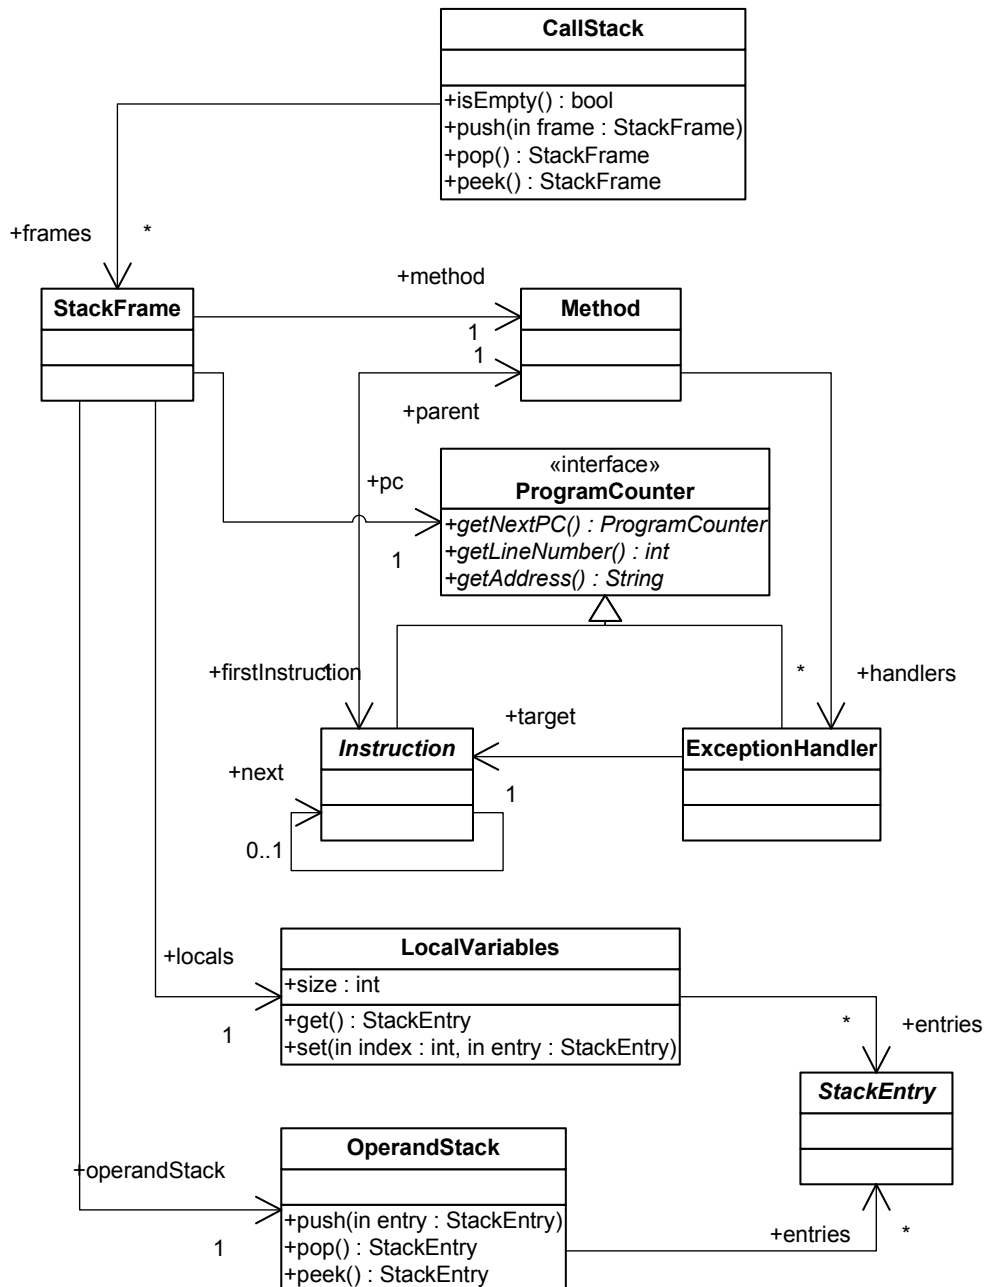 CallStack
+isEmpty() : bool
+push(in frame : StackFrame)
+pop() : StackFrame
+peek() : StackFrame
+frames
*
StackFrame
+method
1
Method
1
+parent
+pc
1
«interface»
ProgramCounter
+getNextPC() : ProgramCounter
+getLineNumber() : int
+getAddress() : String
+firstInstruction
1
*
+handlers
+target
1
Instruction
ExceptionHandler
+next
0..1
+locals
1
LocalVariables
+size : int
+get() : StackEntry
+set(in index : int, in entry : StackEntry)
*
+entries
StackEntry
+operandStack
1
OperandStack
+push(in entry : StackEntry)
+pop() : StackEntry
+peek() : StackEntry
+entries
*